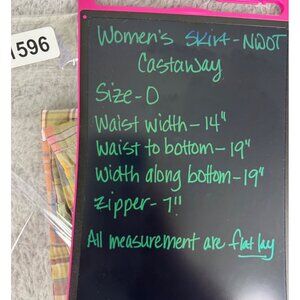 1596
Women's Skirt - NWOT
Castaway
Size - 0
Waist width - 14"
Waist to bottom - 19"
Width along bottom - 19"
Zipper - 7"
All measurement are flat lay